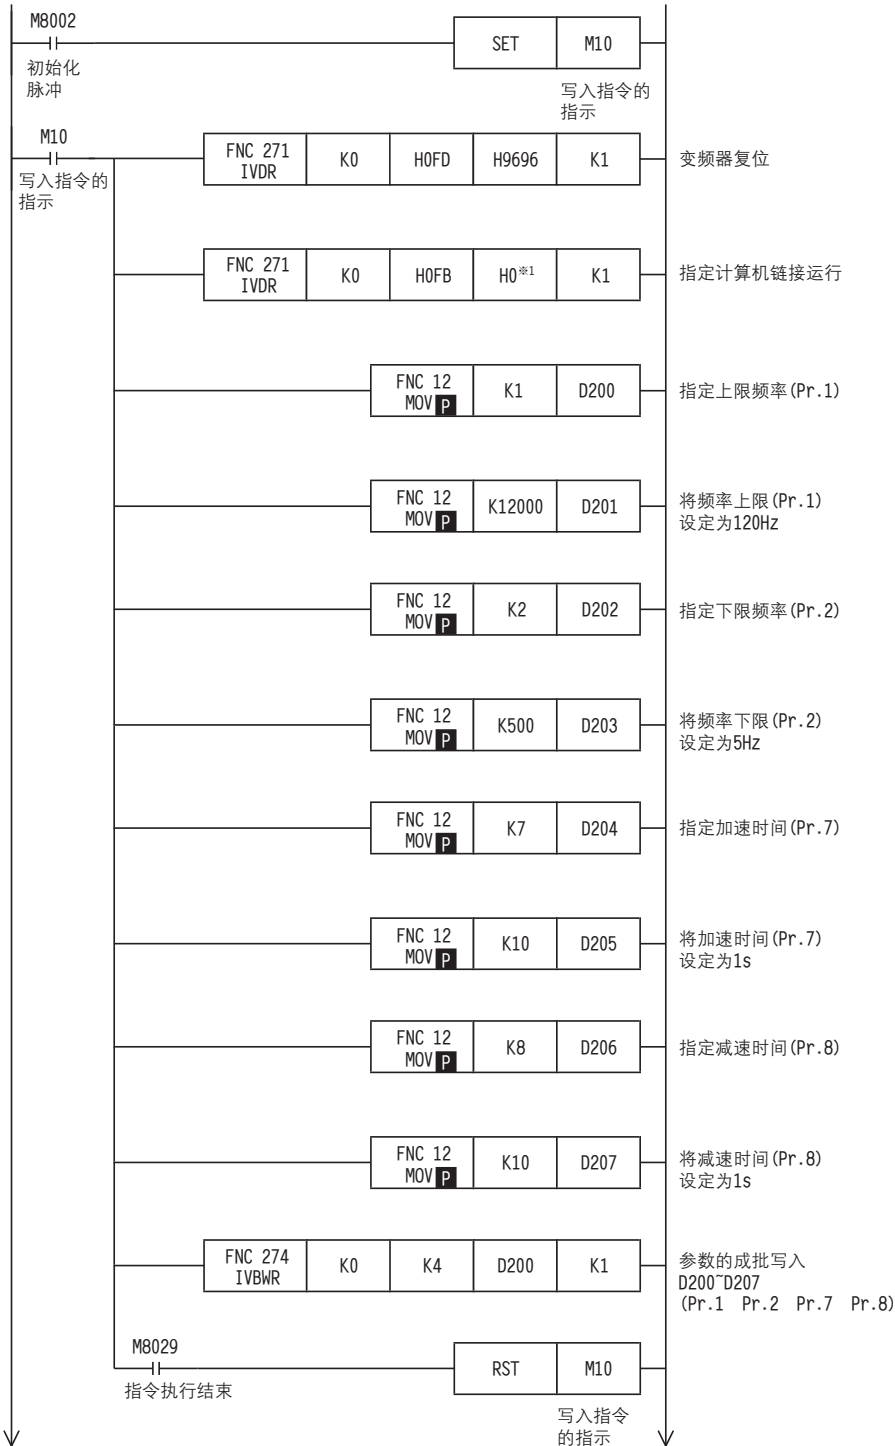 M8002
SET M10
初始化
脉冲
写入指令的
指示
M10
FNC 271
IVDR
K0 H0FD H9696 K1
变频器复位
写入指令的
指示
FNC 271
IVDR
K0 H0FB H0※1 K1
指定计算机链接运行
FNC 12
MOV P
K1 D200
指定上限频率(Pr.1)
FNC 12
MOV P
K12000 D201
将频率上限(Pr.1)
设定为120Hz
FNC 12
MOV P
K2 D202
指定下限频率(Pr.2)
FNC 12
MOV P
K500 D203
将频率下限(Pr.2)
设定为5Hz
FNC 12
MOV P
K7 D204
指定加速时间(Pr.7)
FNC 12
MOV P
K10 D205
将加速时间(Pr.7)
设定为1s
FNC 12
MOV P
K8 D206
指定减速时间(Pr.8)
FNC 12
MOV P
K10 D207
将减速时间(Pr.8)
设定为1s
FNC 274
IVBWR
K0 K4 D200 K1
参数的成批写入
D200~D207
(Pr.1 Pr.2 Pr.7 Pr.8)
M8029
RST M10
指令执行结束
写入指令
的指示